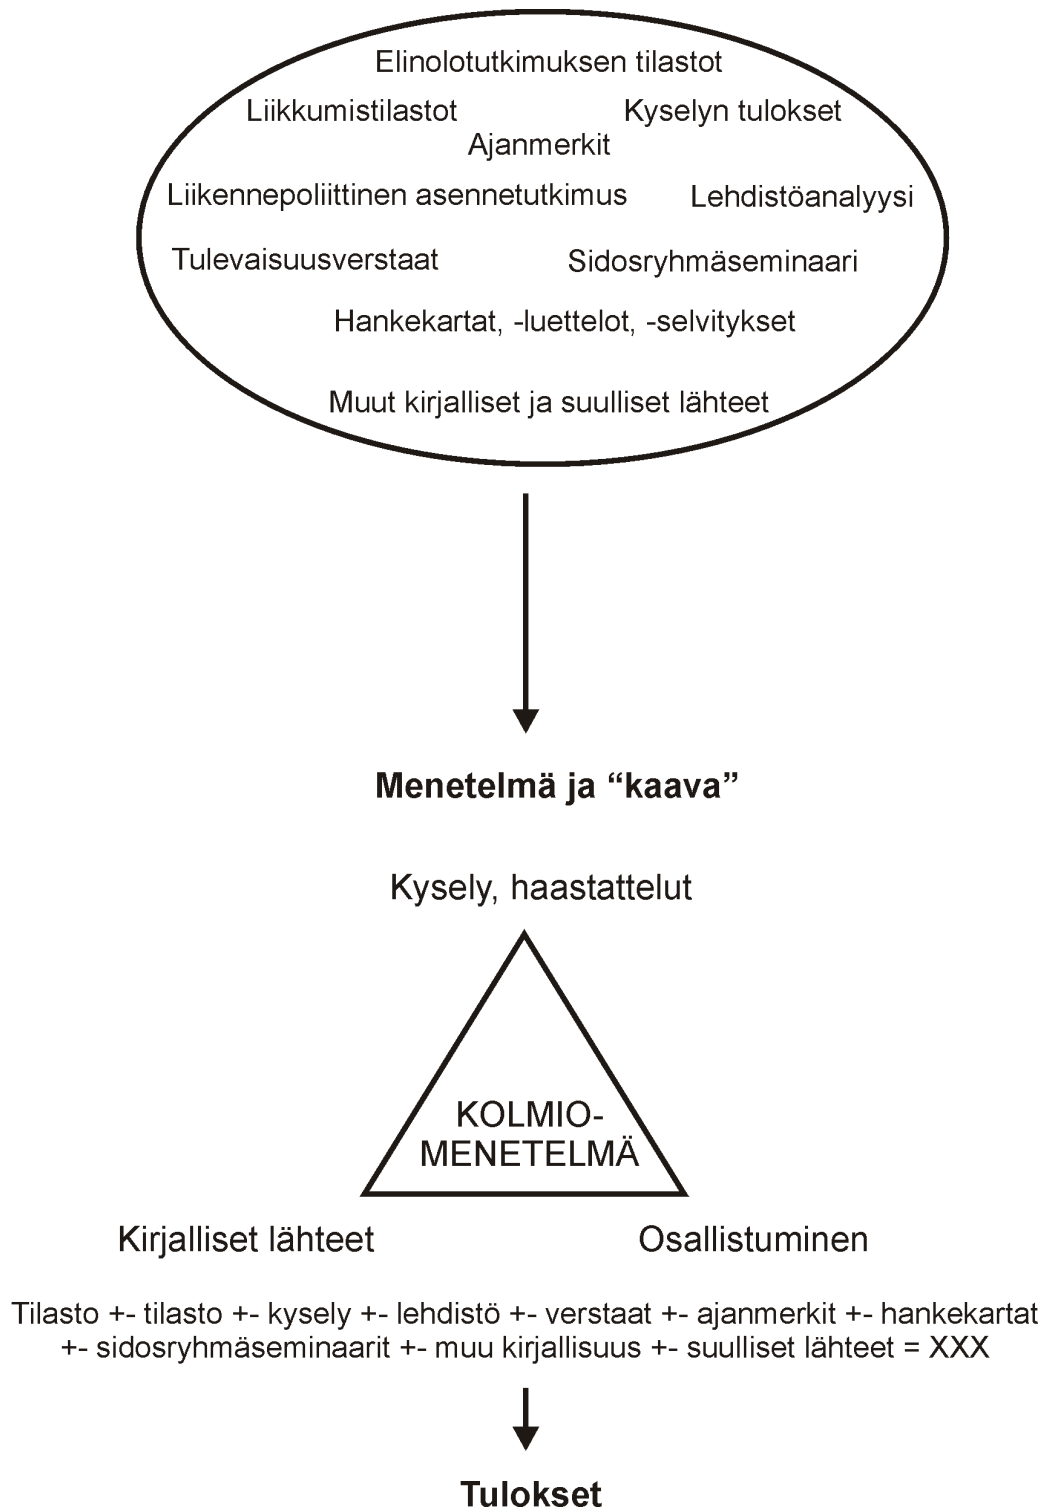 Elinolotutkimuksen tilastot
Liikkumistilastot
Kyselyn tulokset
Ajanmerkit
Liikennepoliittinen asennetutkimus
Lehdistöanalyysi
Tulevaisuusverstaat
Sidosryhmäseminaari
Hankekartat, -luettelot, -selvitykset
Muut kirjalliset ja suulliset lähteet
Menetelmä ja “kaava”
Kysely, haastattelut
KOLMIO-
MENETELMÄ
Kirjalliset lähteet
Osallistuminen
Tilasto +- tilasto +- kysely +- lehdistö +- verstaat +- ajanmerkit +- hankekartat
+- sidosryhmäseminaarit +- muu kirjallisuus +- suulliset lähteet = XXX
Tulokset